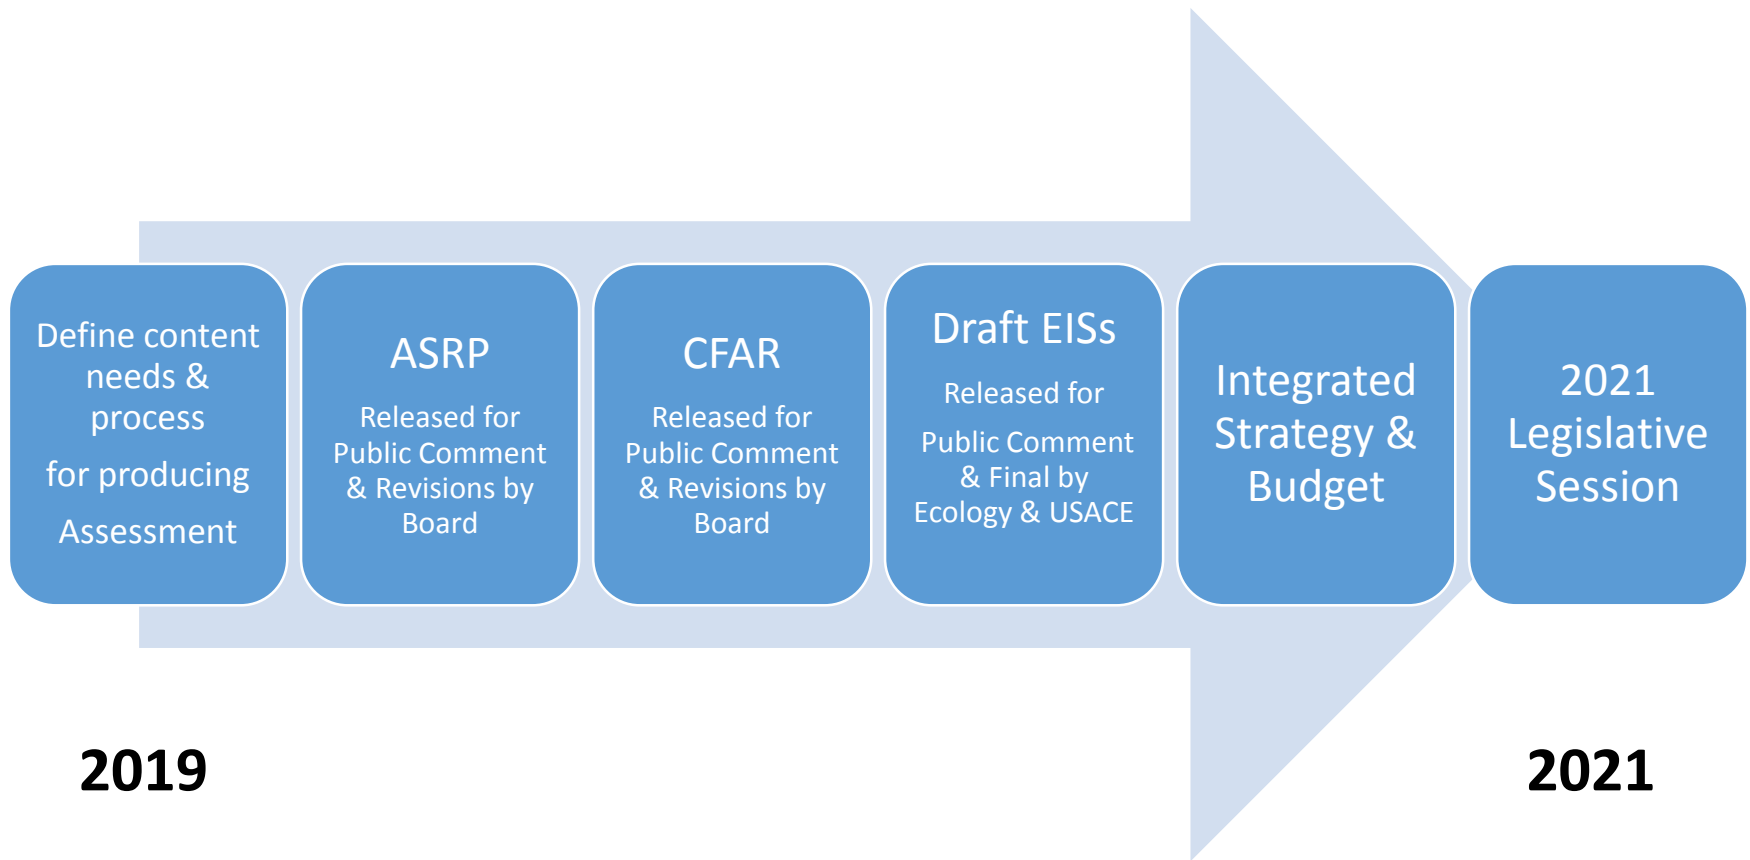 Define content
needs &
process
for producing
Assessment
ASRP
Released for
Public Comment
& Revisions by
Board
CFAR
Released for
Public Comment
& Revisions by
Board
Draft EISs
Released for
Public Comment
& Final by
Ecology & USACE
Integrated
Strategy &
Budget
2021
Legislative
Session
2019
2021